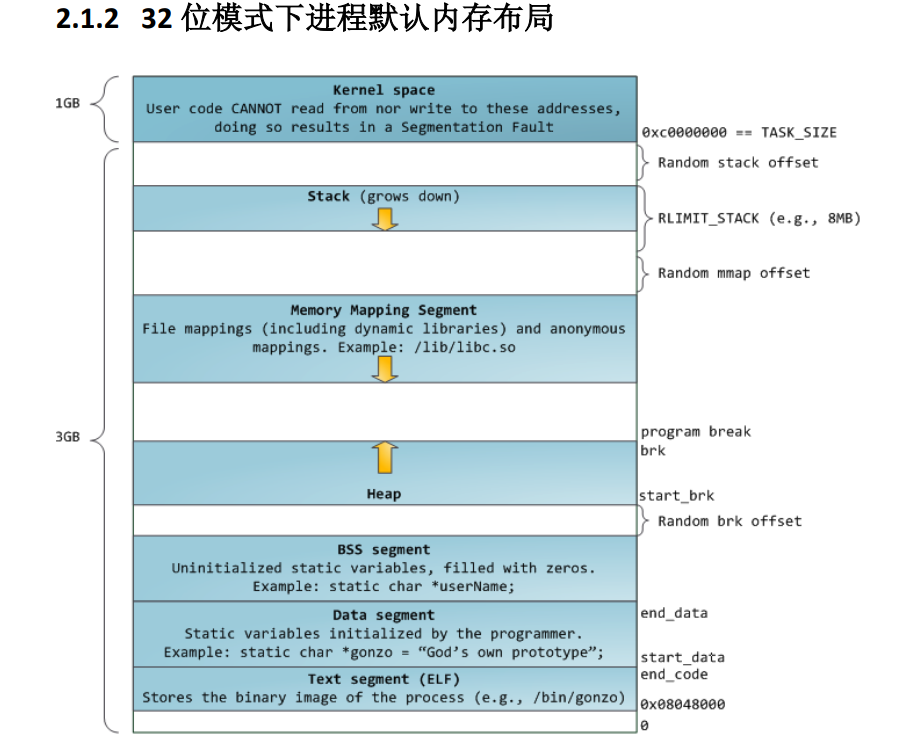 2.1.2 32 位模式下进程默认内存布局
1GB
Kernel space
User code CANNOT read from nor write to these addresses,
doing so results in a Segmentation Fault
0xc0000000 == TASK_SIZE
Random stack offset
Stack (grows down)
RLIMIT_STACK (e.g., 8MB)
Random mmap offset
Memory Mapping Segment
File mappings (including dynamic libraries) and anonymous
mappings. Example: /lib/libc.so
3GB
program break
brk
Heap
start_brk
Random brk offset
BSS segment
Uninitialized static variables, filled with zeros.
Example: static char *userName;
Data segment
Static variables initialized by the programmer.
Example: static char *gonzo = “God’s own prototype”;
end_data
start_data
end_code
Text segment (ELF)
Stores the binary image of the process (e.g., /bin/gonzo)
0x08048000
0